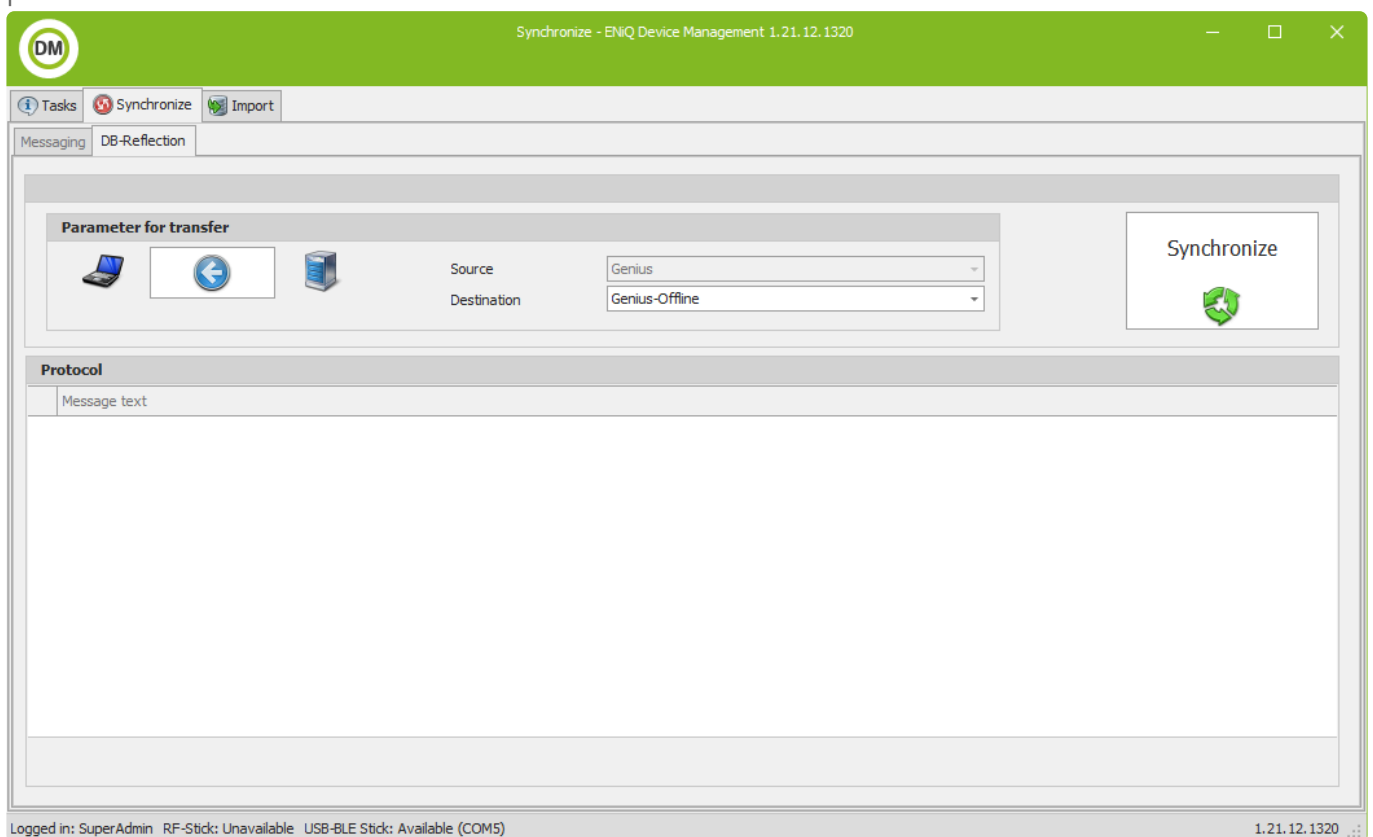 Synchronize - ENiQ Device Management 1.21.12.1320
DM
Tasks Synchronize Import
Messaging DB-Reflection
Parameter for transfer
Synchronize
Source Genius
Destination Genius-Offline
Protocol
Message text
Logged in: SuperAdmin RF-Stick: Unavailable USB-BLE Stick: Available (COM5) 1.21.12.1320